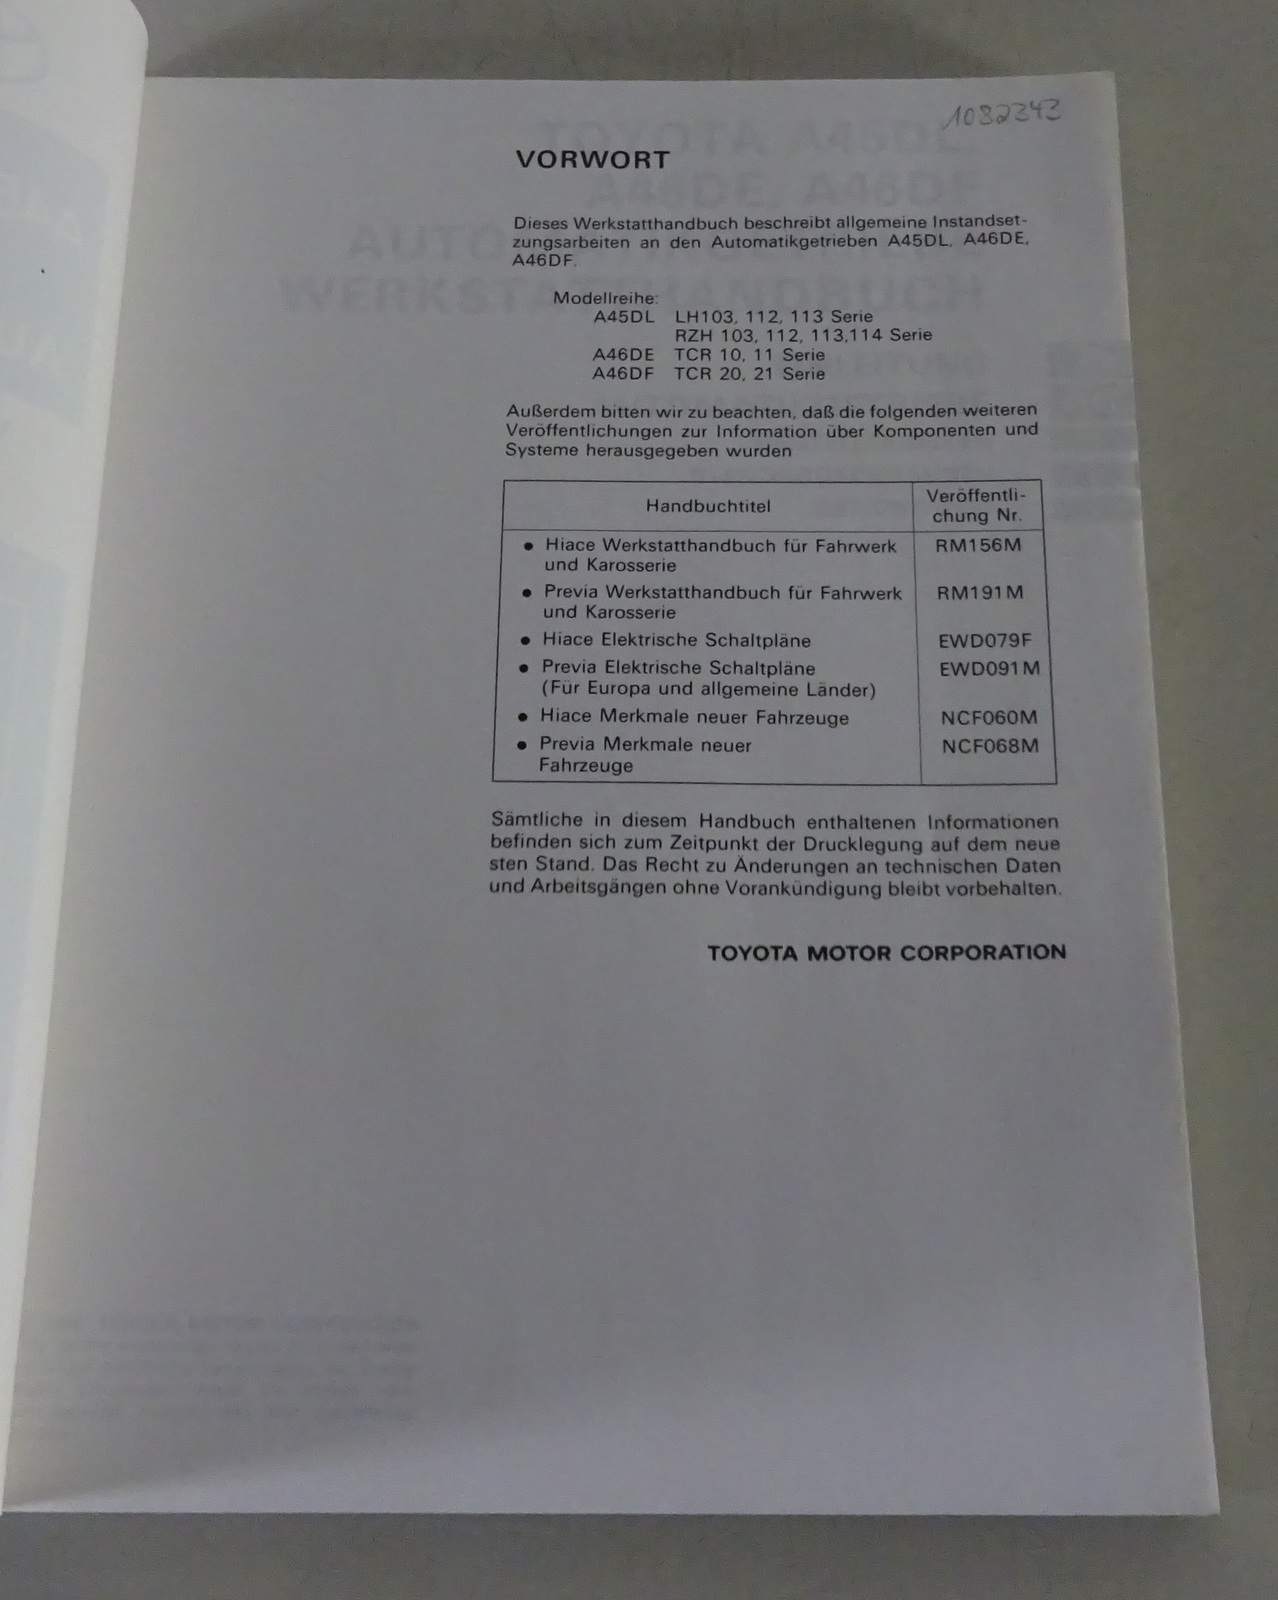 1082343
VORWORT
Dieses Werkstatthandbuch beschreibt allgemeine Instandset-
zungsarbeiten an den Automatikgetrieben A45DL, A46DE,
A46DF.
Modellreihe:
A45DL LH103, 112, 113 Serie
RZH 103, 112, 113,114 Serie
A46DE TCR 10, 11 Serie
A46DF TCR 20, 21 Serie
Außerdem bitten wir zu beachten, daß die folgenden weiteren
Veröffentlichungen zur Information über Komponenten und
Systeme herausgegeben wurden
Handbuchtitel Veröffentli-
chung Nr.
● Hiace Werkstatthandbuch für Fahrwerk RM156M
und Karosserie
● Previa Werkstatthandbuch für Fahrwerk RM191M
und Karosserie
● Hiace Elektrische Schaltpläne EWD079F
● Previa Elektrische Schaltpläne EWD091M
(Für Europa und allgemeine Länder)
● Hiace Merkmale neuer Fahrzeuge NCF060M
● Previa Merkmale neuer NCF068M
Fahrzeuge
Sämtliche in diesem Handbuch enthaltenen Informationen
befinden sich zum Zeitpunkt der Drucklegung auf dem neue
sten Stand. Das Recht zu Änderungen an technischen Daten
und Arbeitsgängen ohne Vorankündigung bleibt vorbehalten.
TOYOTA MOTOR CORPORATION